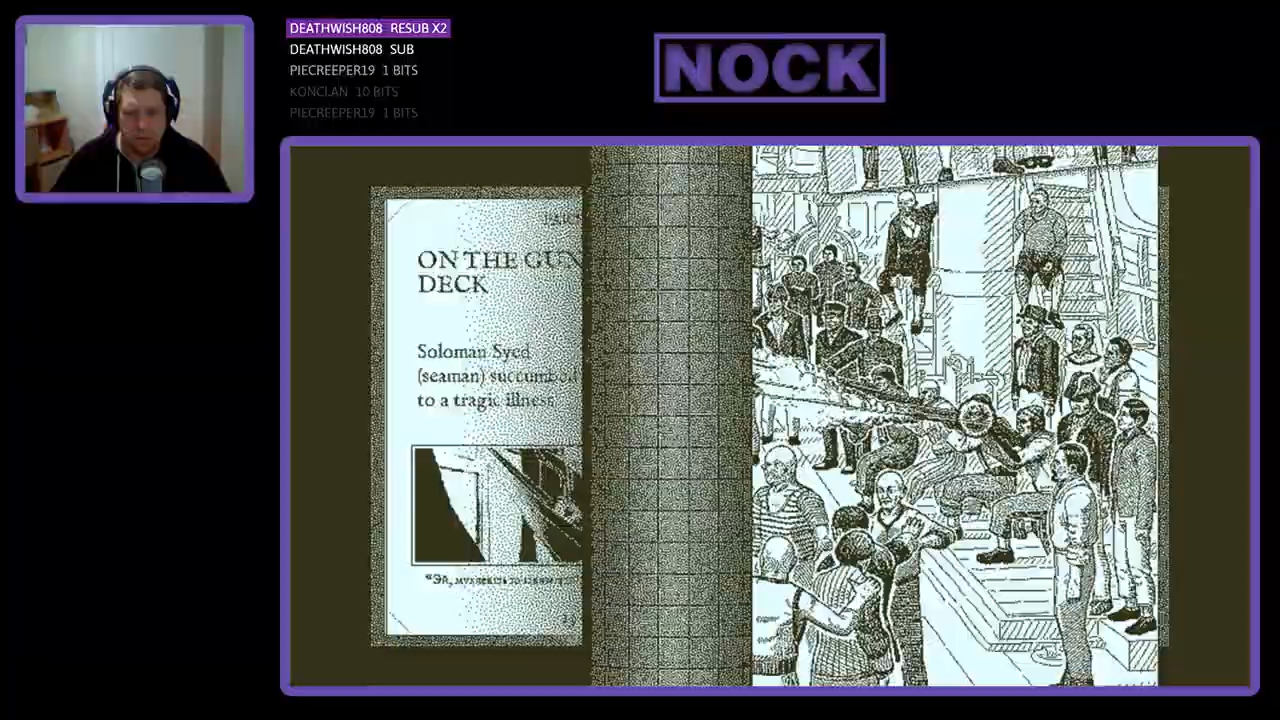 DEATHWISH808 RESUB X2
DEATHWISH808 SUB
PIECREEPER19 1 BITS
KONCLAN 10 BITS
PIECREEPER19 1 BITS
NOCK
ON THE GUN
DECK
Soloman Syed
(seaman) succumbed
to a tragic illness